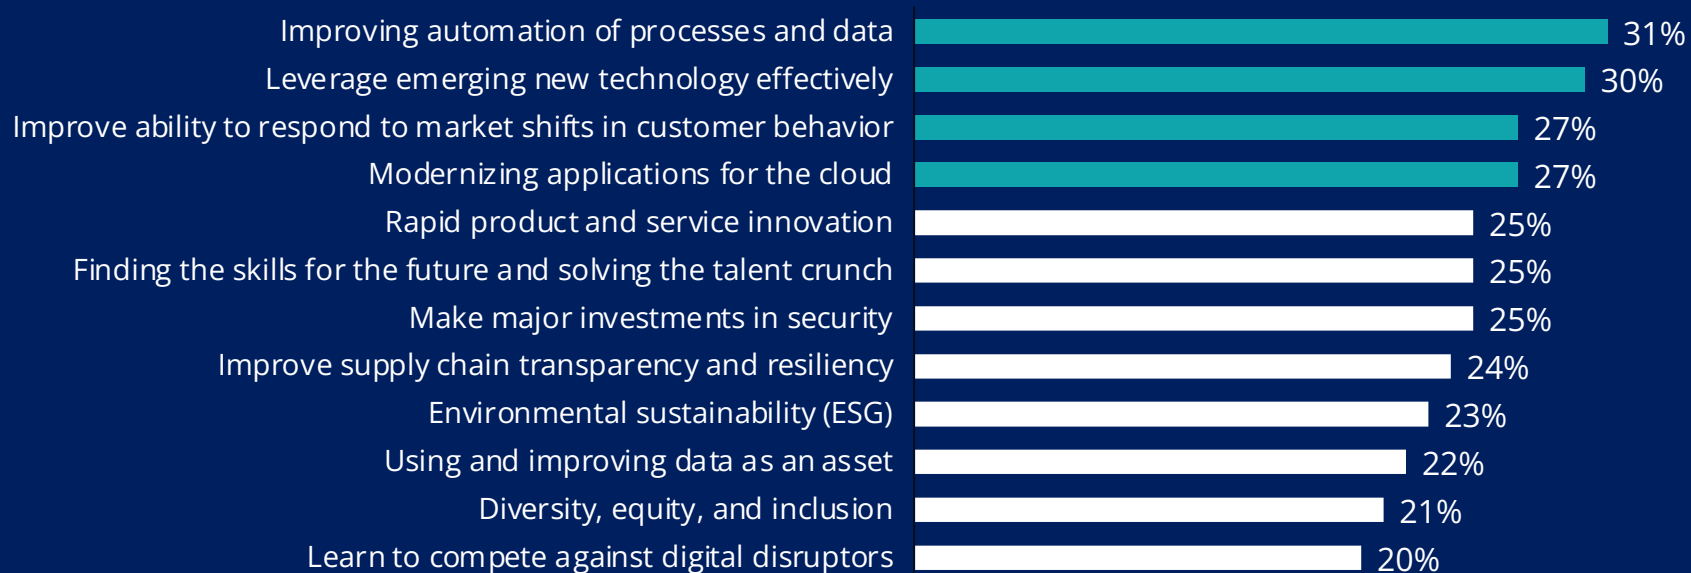 Improving automation of processes and data 31%
Leverage emerging new technology effectively 30%
Improve ability to respond to market shifts in customer behavior 27%
Modernizing applications for the cloud 27%
Rapid product and service innovation 25%
Finding the skills for the future and solving the talent crunch 25%
Make major investments in security 25%
Improve supply chain transparency and resiliency 24%
Environmental sustainability (ESG) 23%
Using and improving data as an asset 22%
Diversity, equity, and inclusion 21%
Learn to compete against digital disruptors 20%